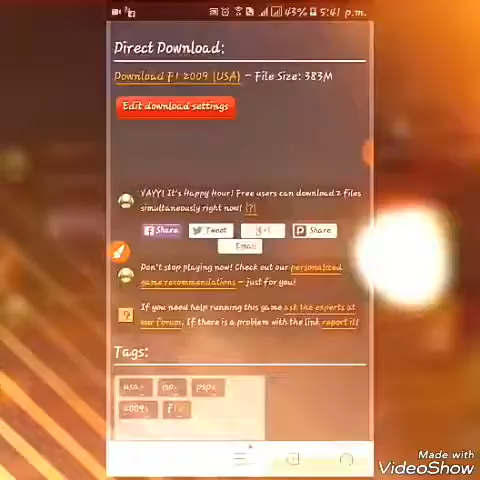 43% 5:41 p.m.
Direct Download:
Download F1 2009 (USA) – File Size: 383M
Edit download settings
YAYY! It's Happy Hour! Free users can download 2 files
simultaneously right now! [?]
Share Tweet Share
Email
Don't stop playing now! Check out our personalized
game recommendations – just for you!
If you need help running this game ask the experts at
our forum. If there is a problem with the link report it!
Tags:
usa iso psp
2009 F1
Made with
VideoShow